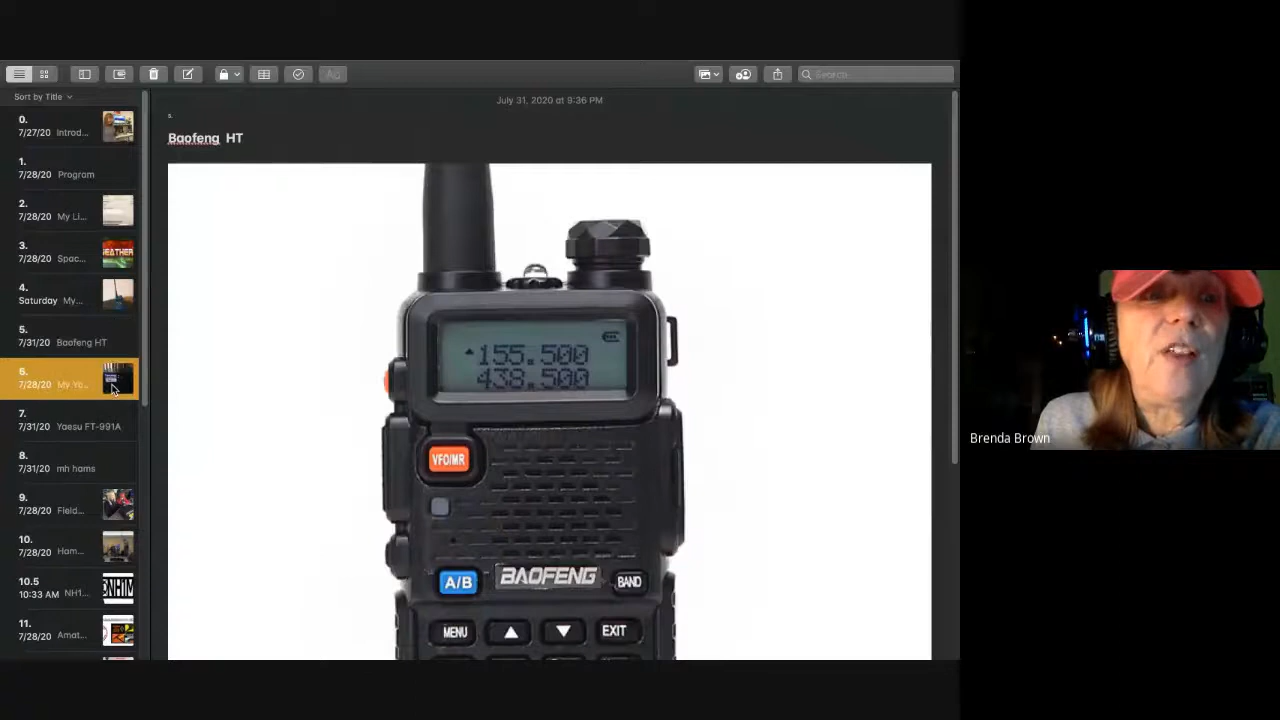 Search
Sort by Title
July 31, 2020 at 9:36 PM
0.
7/27/20 Introd...
1.
7/28/20 Program
2.
7/28/20 My Li...
3.
7/28/20 Spac...
4.
Saturday My...
5.
7/31/20 Baofeng HT
6.
7/28/20 My Ya...
7.
7/31/20 Yaesu FT-991A
8.
7/31/20 mh hams
9.
7/28/20 Field...
10.
7/28/20 Ham...
10.5
10:33 AM NH1...
11.
7/28/20 Amat...
5.
Baofeng HT
155.500
438.500
VFO/MR
A/B
BAOFENG
BAND
MENU
EXIT
Brenda Brown